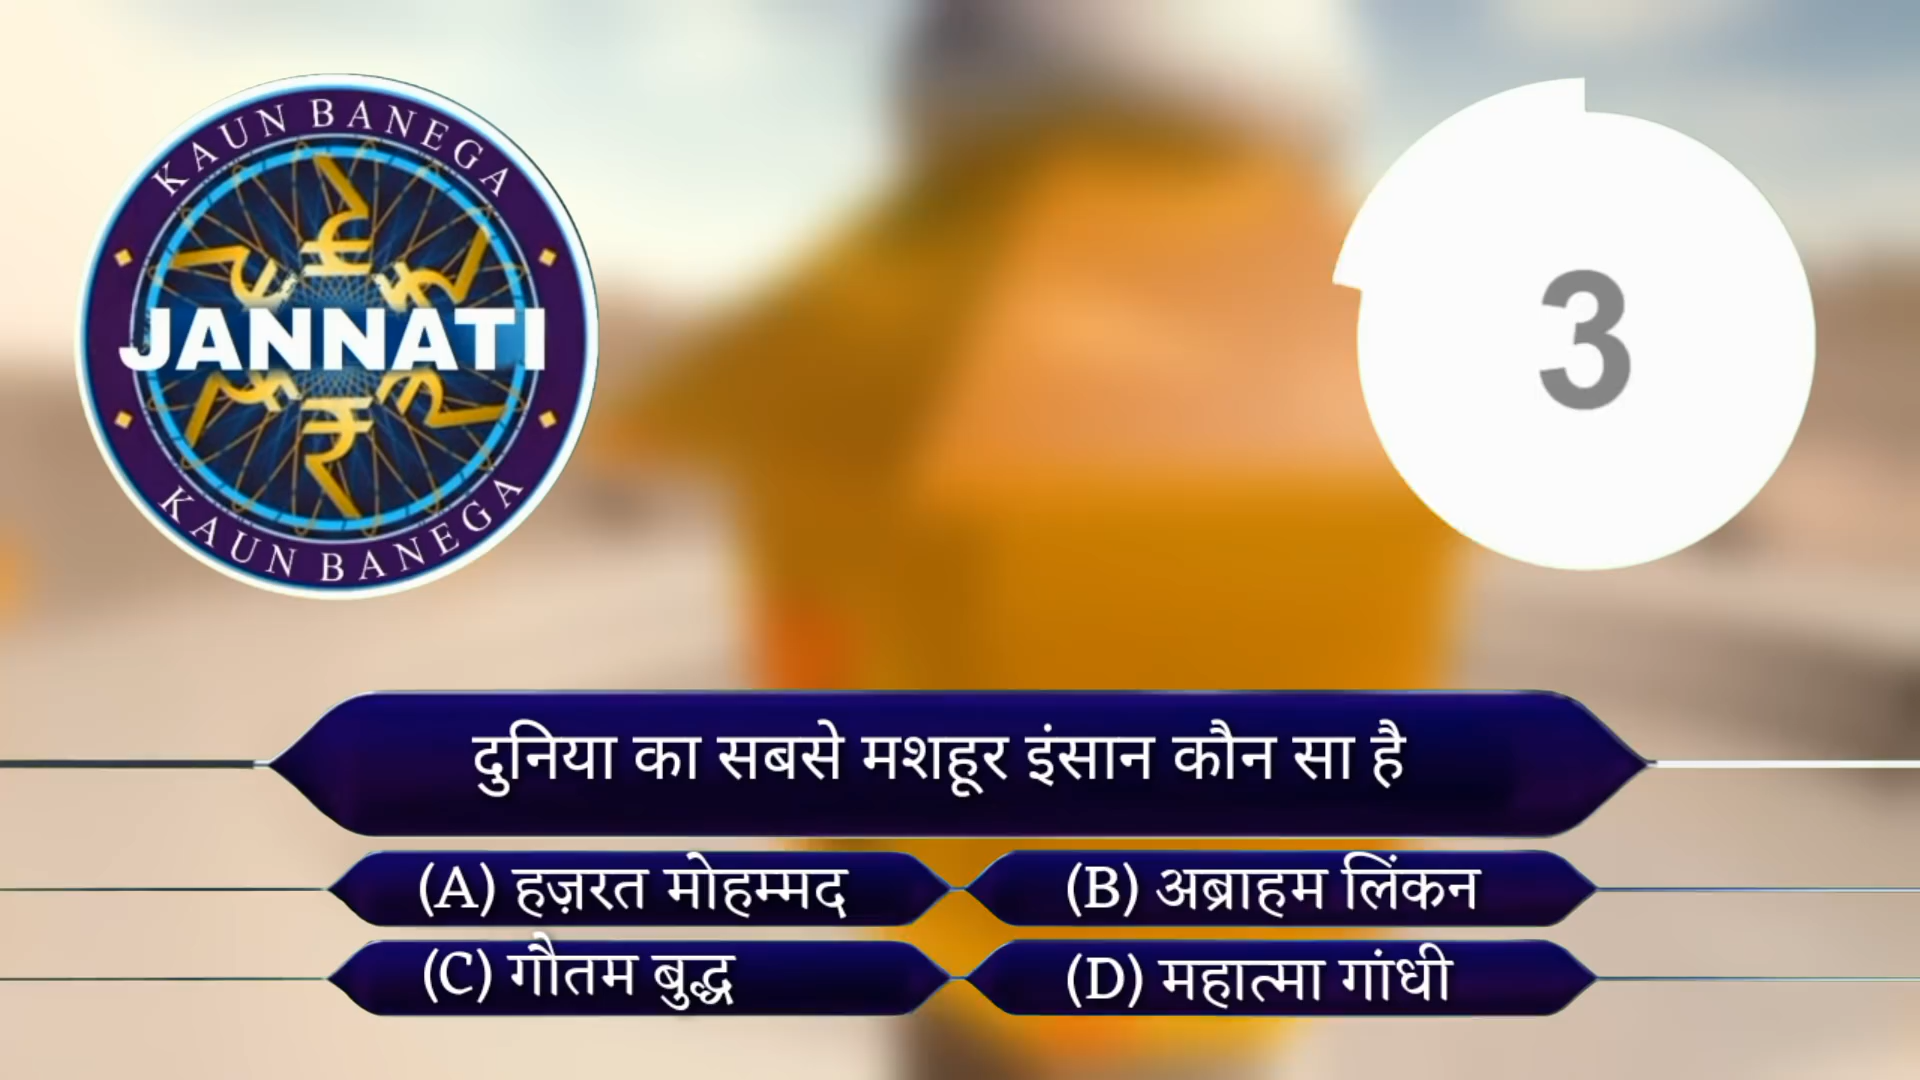 KAUN BANEGA
JANNATI
KAUN BANEGA
3
दुनिया का सबसे मशहूर इंसान कौन सा है
(A) हज़रत मोहम्मद
(B) अब्राहम लिंकन
(C) गौतम बुद्ध
(D) महात्मा गांधी